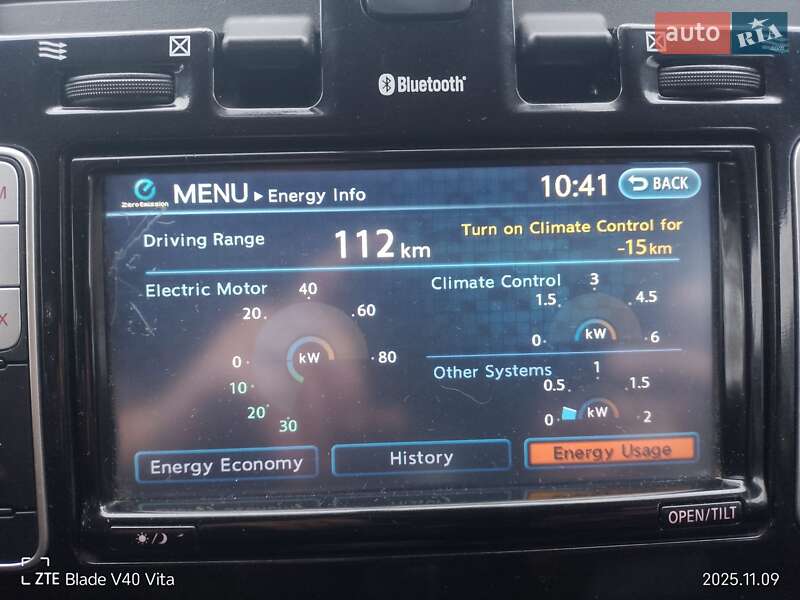 auto RIA
Bluetooth®
M
X
Zero Emission
MENU ▶ Energy Info
10:41
BACK
Driving Range
112 km
Turn on Climate Control for
-15km
Electric Motor
40
20
60
0
kW
80
10
20
30
Climate Control
3
1.5
4.5
0
kW
6
Other Systems
1
0.5
1.5
0
kW
2
Energy Economy
History
Energy Usage
OPEN/TILT
ZTE Blade V40 Vita
2025.11.09